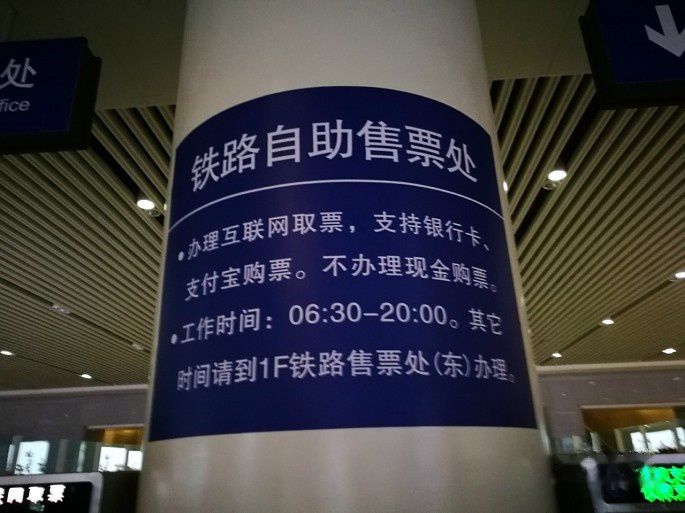 处
ffice
铁路自助售票处
•办理互联网取票，支持银行卡、
支付宝购票。不办理现金购票。
•工作时间：06:30-20:00。其它
时间请到1F铁路售票处(东)办理。
网取票